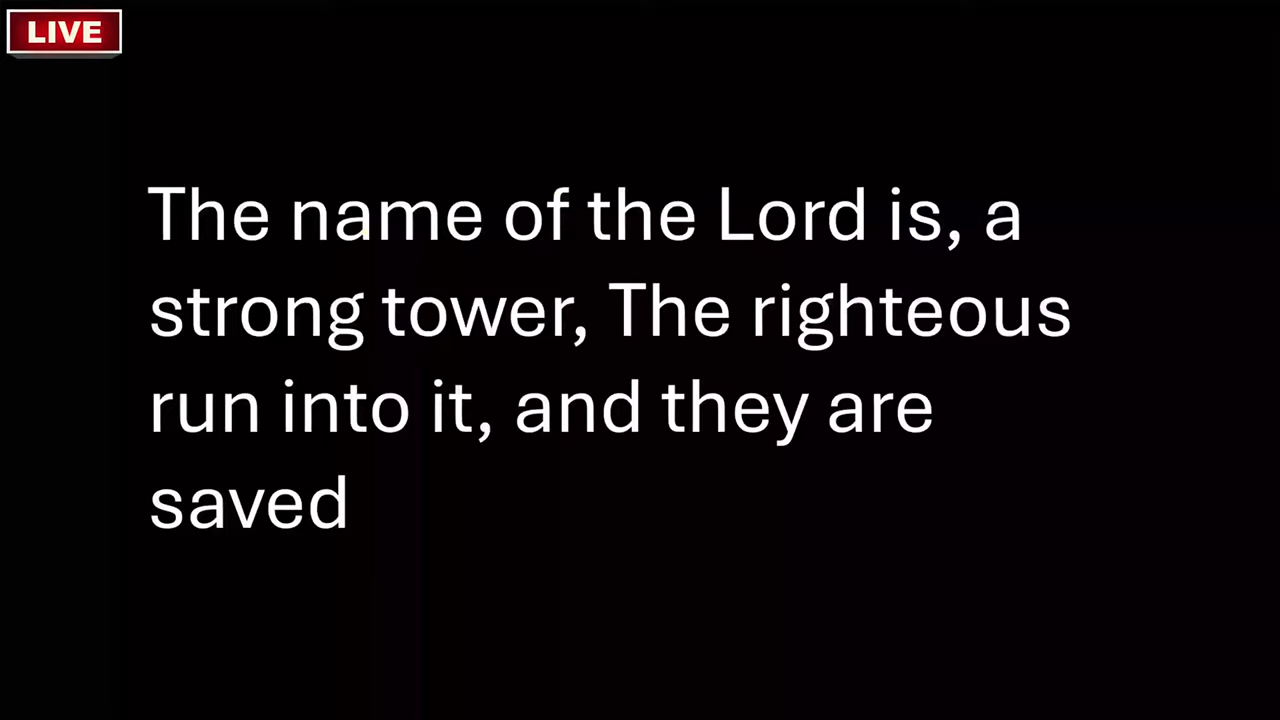 LIVE
The name of the Lord is, a
strong tower, The righteous
run into it, and they are
saved